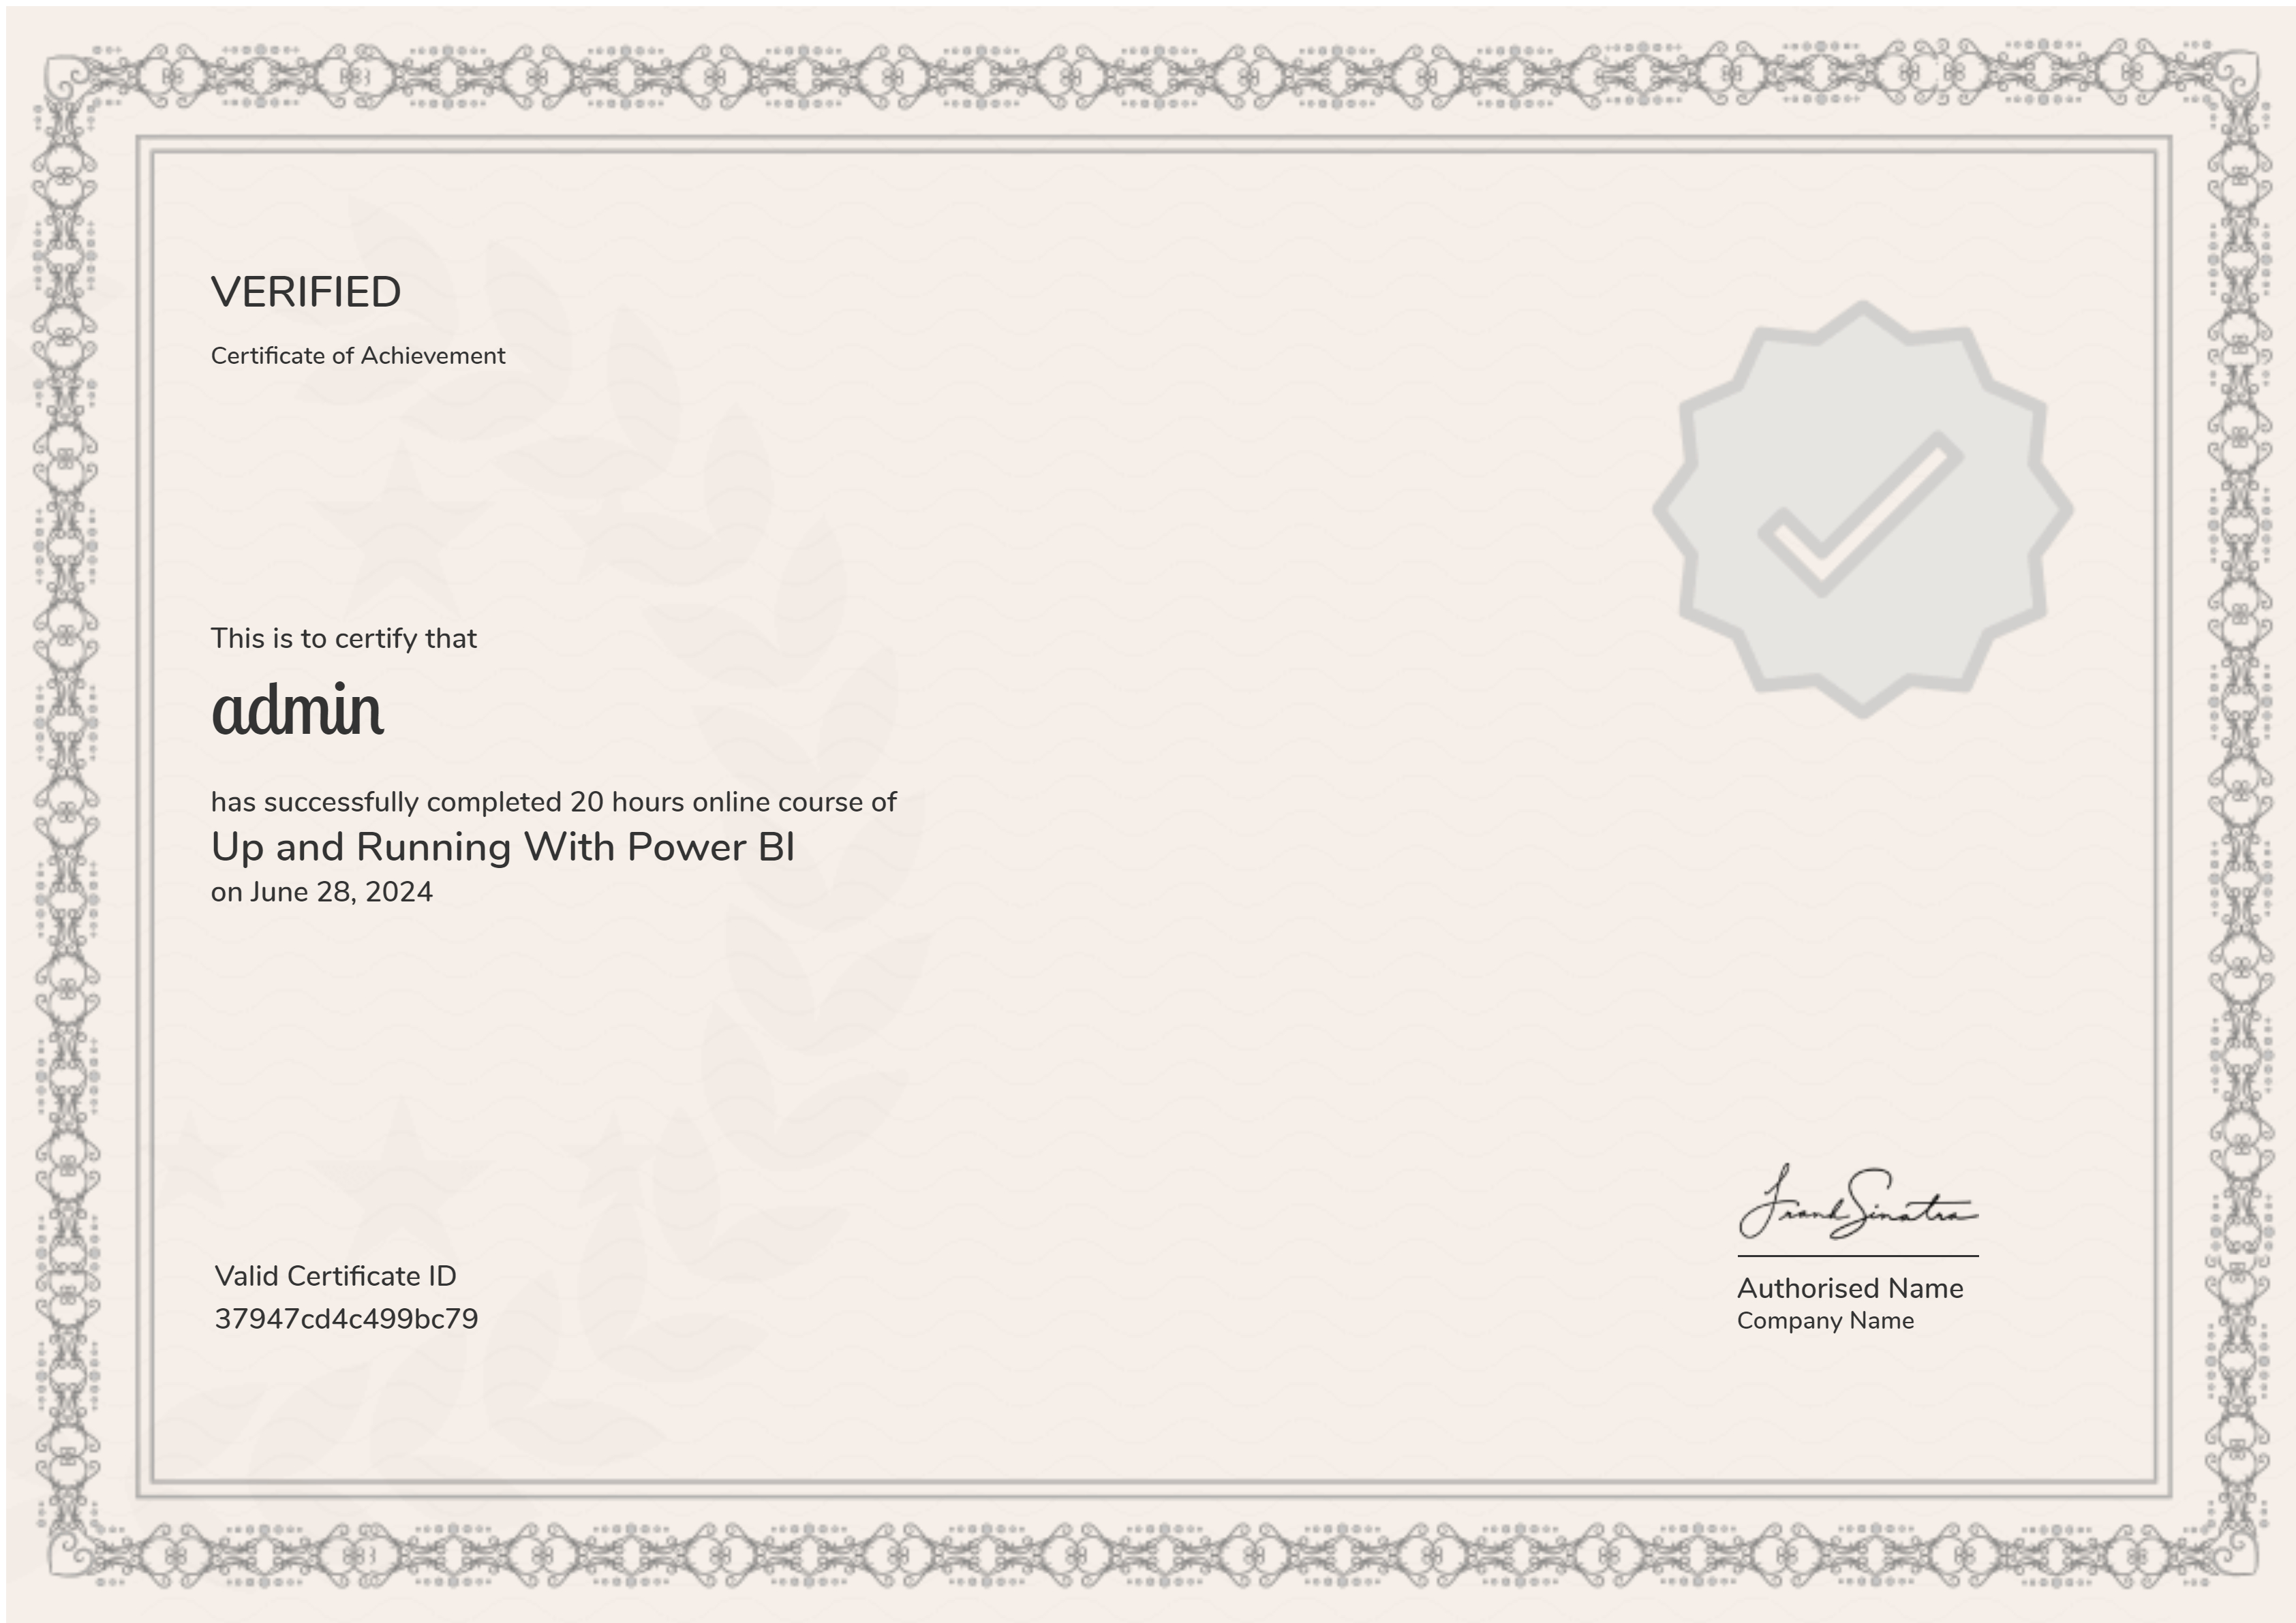 VERIFIED
Certificate of Achievement
This is to certify that
admin
has successfully completed 20 hours online course of
Up and Running With Power BI
on June 28, 2024
Valid Certificate ID
37947cd4c499bc79
Frank Sinatra
Authorised Name
Company Name